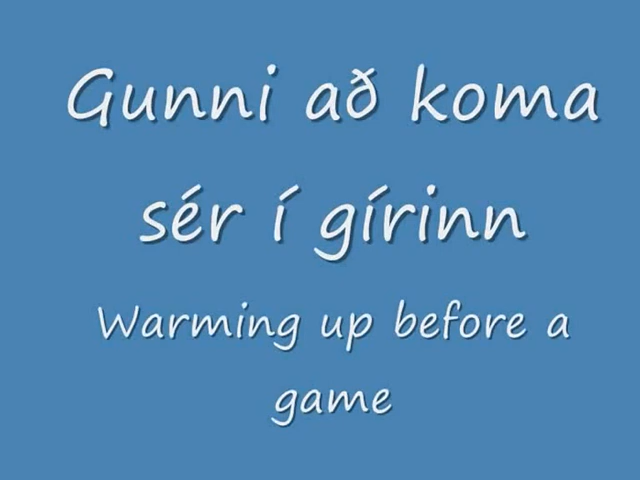 Gunni að koma
sér í gírinn
Warming up before a
game